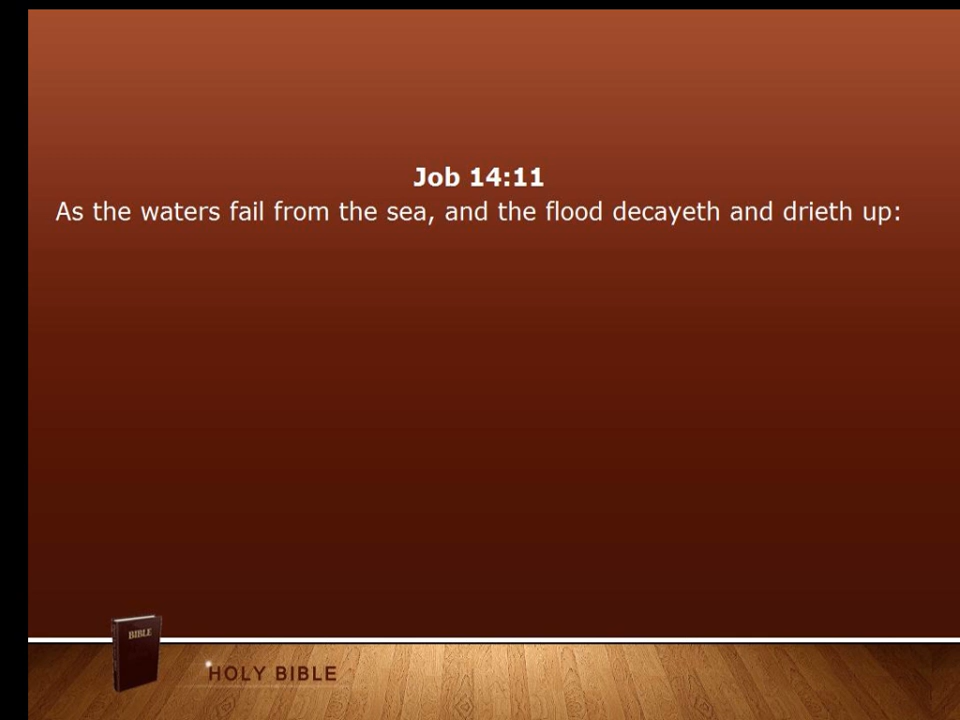 Job 14:11
As the waters fail from the sea, and the flood decayeth and drieth up:
BIBLE
HOLY BIBLE